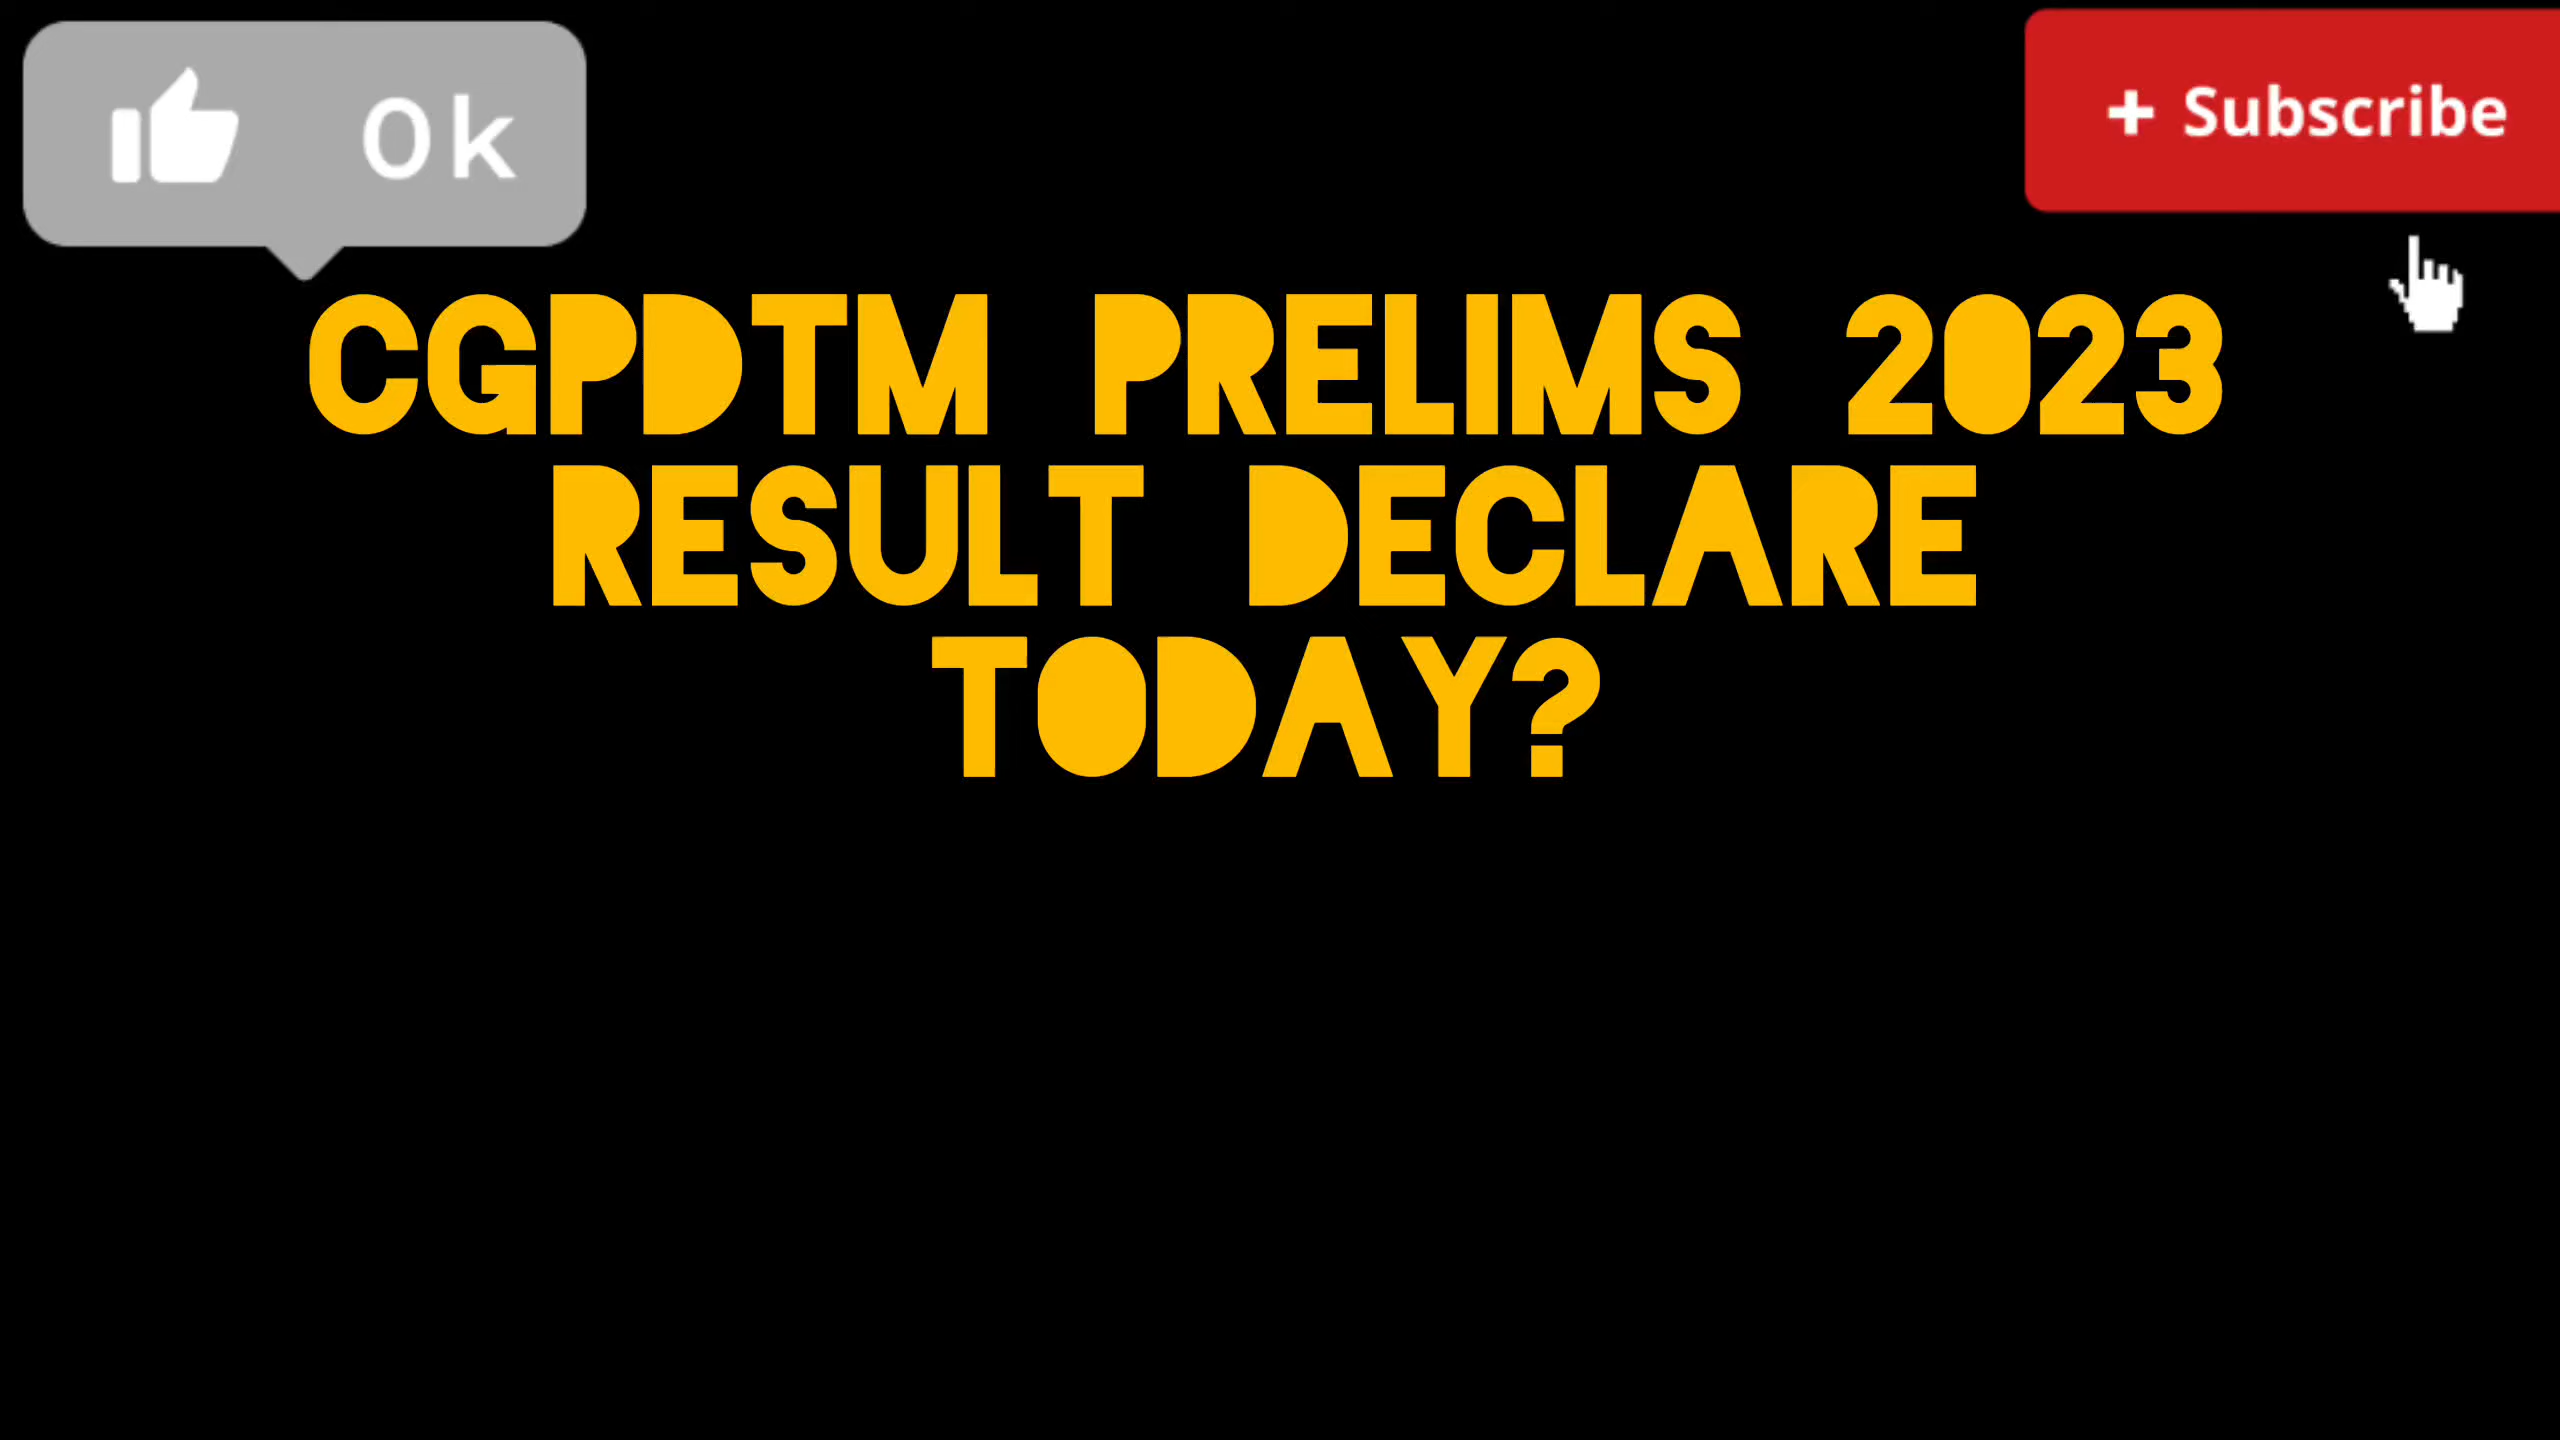 0k
+ Subscribe
CGPDTM PRELIMS 2023
RESULT DECLARE
TODAY?